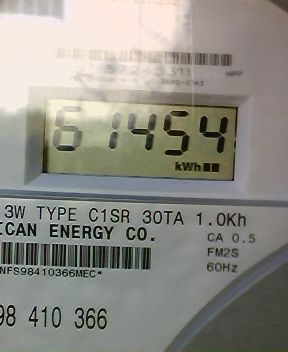 61454
kWh
3W TYPE C1SR 30TA 1.0Kh
ICAN ENERGY CO.
CA 0.5
FM2S
NFS98410366MEC*
60Hz
98 410 366